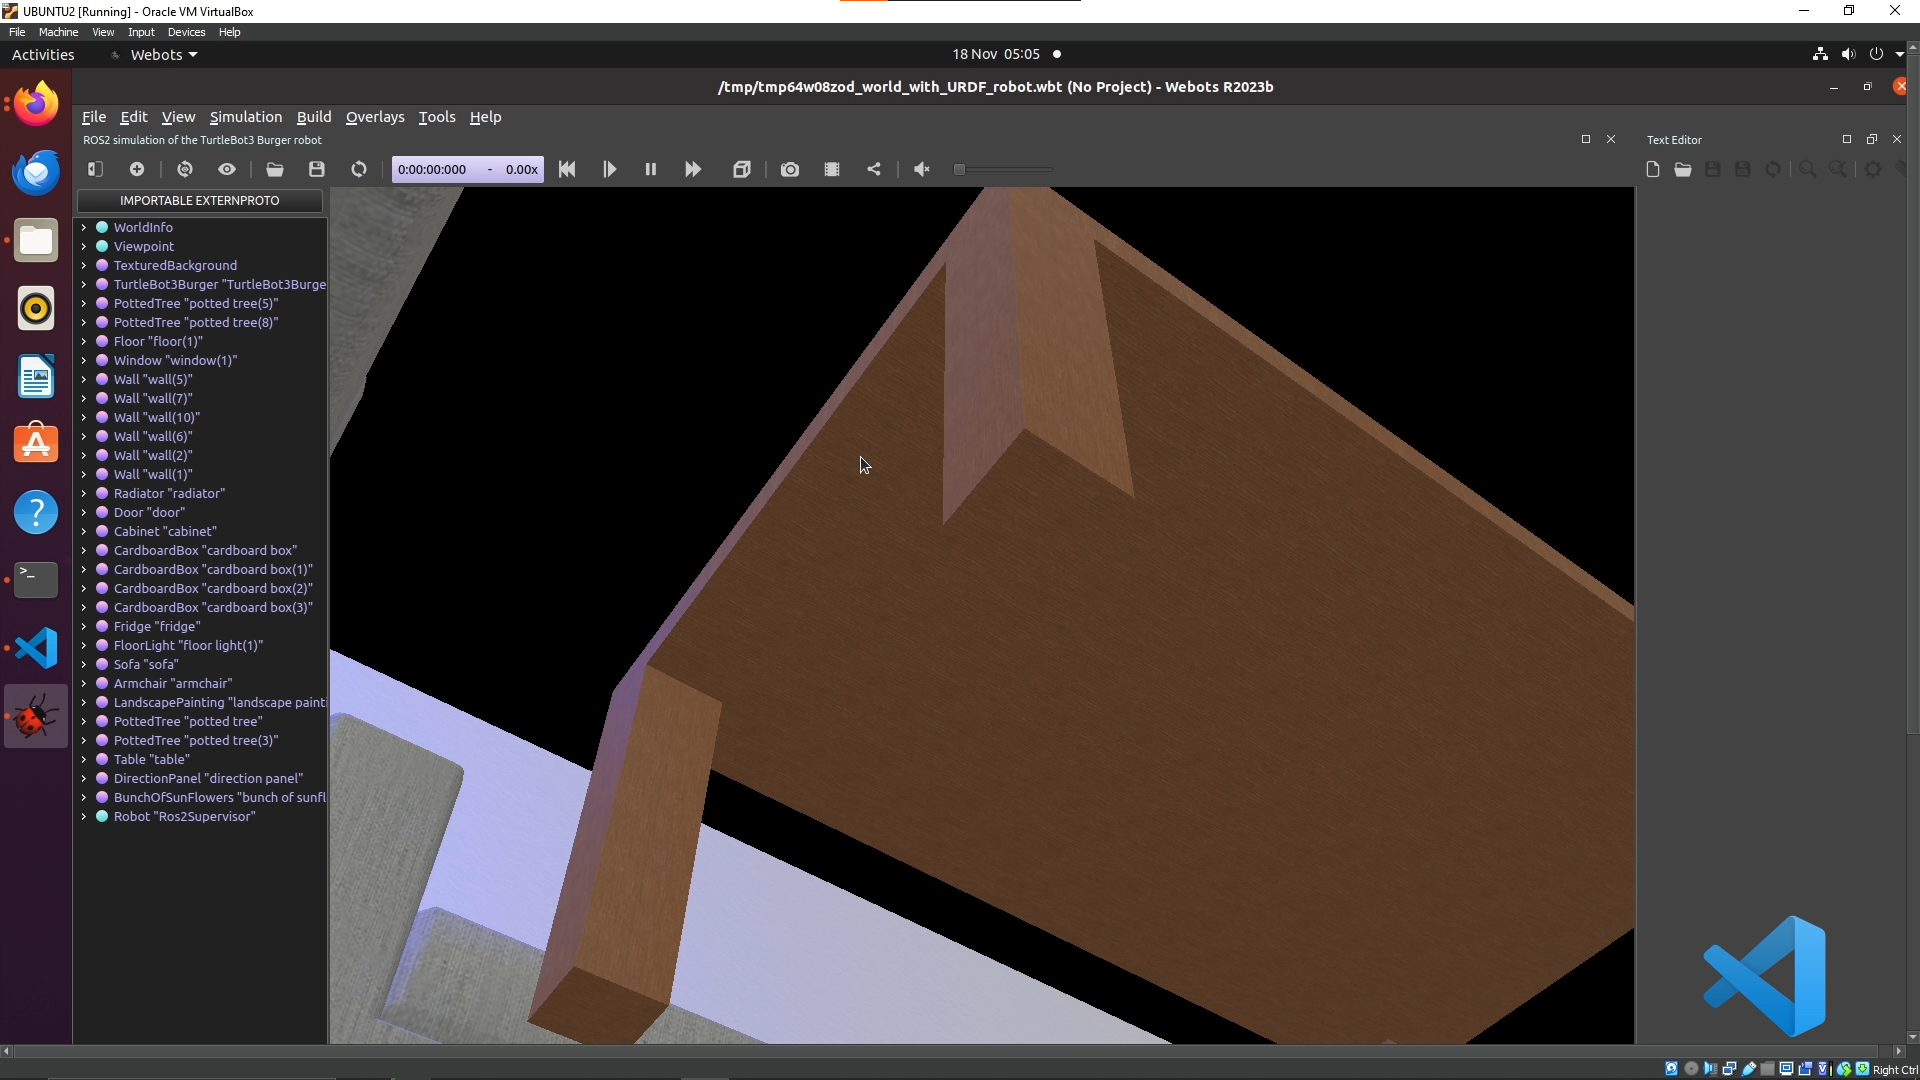 UBUNTU2 [Running] - Oracle VM VirtualBox
File Machine View Input Devices Help
Activities Webots 18 Nov 05:05
/tmp/tmp64w08zod_world_with_URDF_robot.wbt (No Project) - Webots R2023b
File Edit View Simulation Build Overlays Tools Help
ROS2 simulation of the TurtleBot3 Burger robot
Text Editor
0:00:00:000 - 0.00x
IMPORTABLE EXTERNPROTO
WorldInfo
Viewpoint
TexturedBackground
TurtleBot3Burger "TurtleBot3Burge
PottedTree "potted tree(5)"
PottedTree "potted tree(8)"
Floor "floor(1)"
Window "window(1)"
Wall "wall(5)"
Wall "wall(7)"
Wall "wall(10)"
Wall "wall(6)"
Wall "wall(2)"
Wall "wall(1)"
Radiator "radiator"
Door "door"
Cabinet "cabinet"
CardboardBox "cardboard box"
CardboardBox "cardboard box(1)"
CardboardBox "cardboard box(2)"
CardboardBox "cardboard box(3)"
Fridge "fridge"
FloorLight "floor light(1)"
Sofa "sofa"
Armchair "armchair"
LandscapePainting "landscape painti
PottedTree "potted tree"
PottedTree "potted tree(3)"
Table "table"
DirectionPanel "direction panel"
BunchOfSunFlowers "bunch of sunfl
Robot "Ros2Supervisor"
Right Ctrl